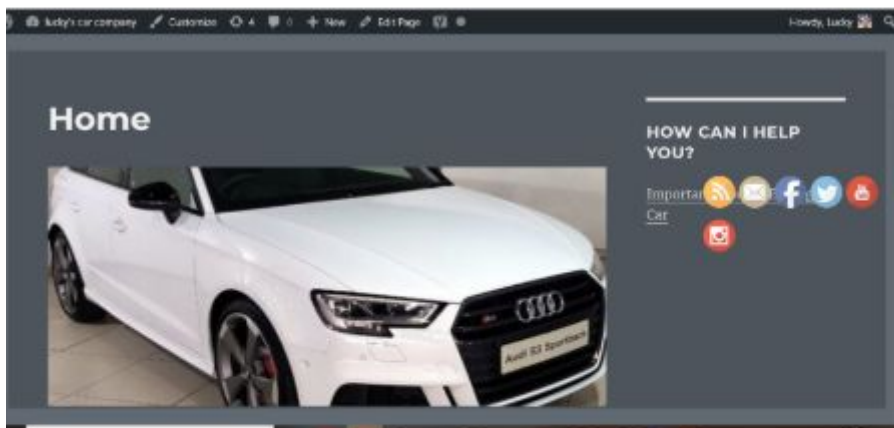 lucky's car company Customize 4 0 New Edit Page Howdy, Lucky
Home
HOW CAN I HELP
YOU?
Importan
Car
Audi S3 Sportback